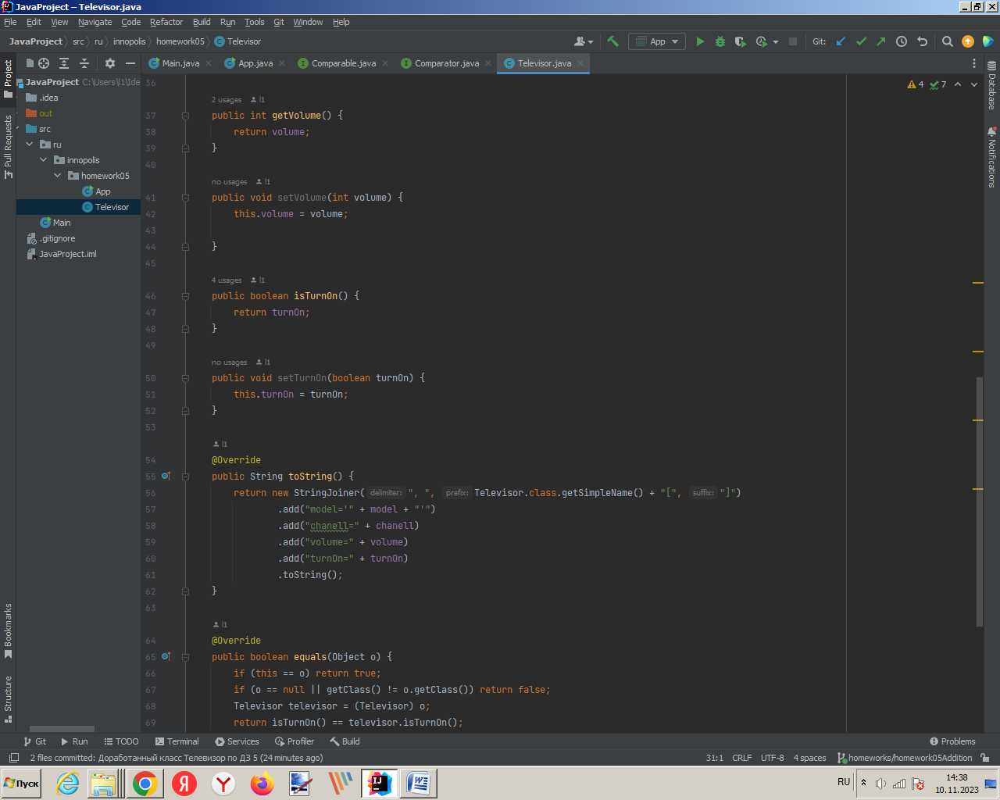 JavaProject – Televisor.java
File Edit View Navigate Code Refactor Build Run Tools Git Window Help
JavaProject src ru innopolis homework05 Televisor
App
Git:
Main.java App.java Comparable.java Comparator.java Televisor.java
Project
Pull Requests
Bookmarks
Structure
JavaProject C:\Users\l1\Ide
.idea
out
src
ru
innopolis
homework05
App
Televisor
Main
.gitignore
JavaProject.iml
4 7
Database
Notifications
36
2 usages l1
37 public int getVolume() {
38 return volume;
39 }
40
no usages l1
41 public void setVolume(int volume) {
42 this.volume = volume;
43
44 }
45
4 usages l1
46 public boolean isTurnOn() {
47 return turnOn;
48 }
49
no usages l1
50 public void setTurnOn(boolean turnOn) {
51 this.turnOn = turnOn;
52 }
53
l1
54 @Override
55 public String toString() {
56 return new StringJoiner( delimiter: ", ", prefix: Televisor.class.getSimpleName() + "[", suffix: "]")
57 .add("model='" + model + "'")
58 .add("chanell=" + chanell)
59 .add("volume=" + volume)
60 .add("turnOn=" + turnOn)
61 .toString();
62 }
63
l1
64 @Override
65 public boolean equals(Object o) {
66 if (this == o) return true;
67 if (o == null || getClass() != o.getClass()) return false;
68 Televisor televisor = (Televisor) o;
69 return isTurnOn() == televisor.isTurnOn();
Git Run TODO Terminal Services Profiler Build Problems
2 files committed: Доработанный класс Телевизор по ДЗ 5 (24 minutes ago) 31:1 CRLF UTF-8 4 spaces homeworks/homework05Addition
Пуск RU 14:38
10.11.2023